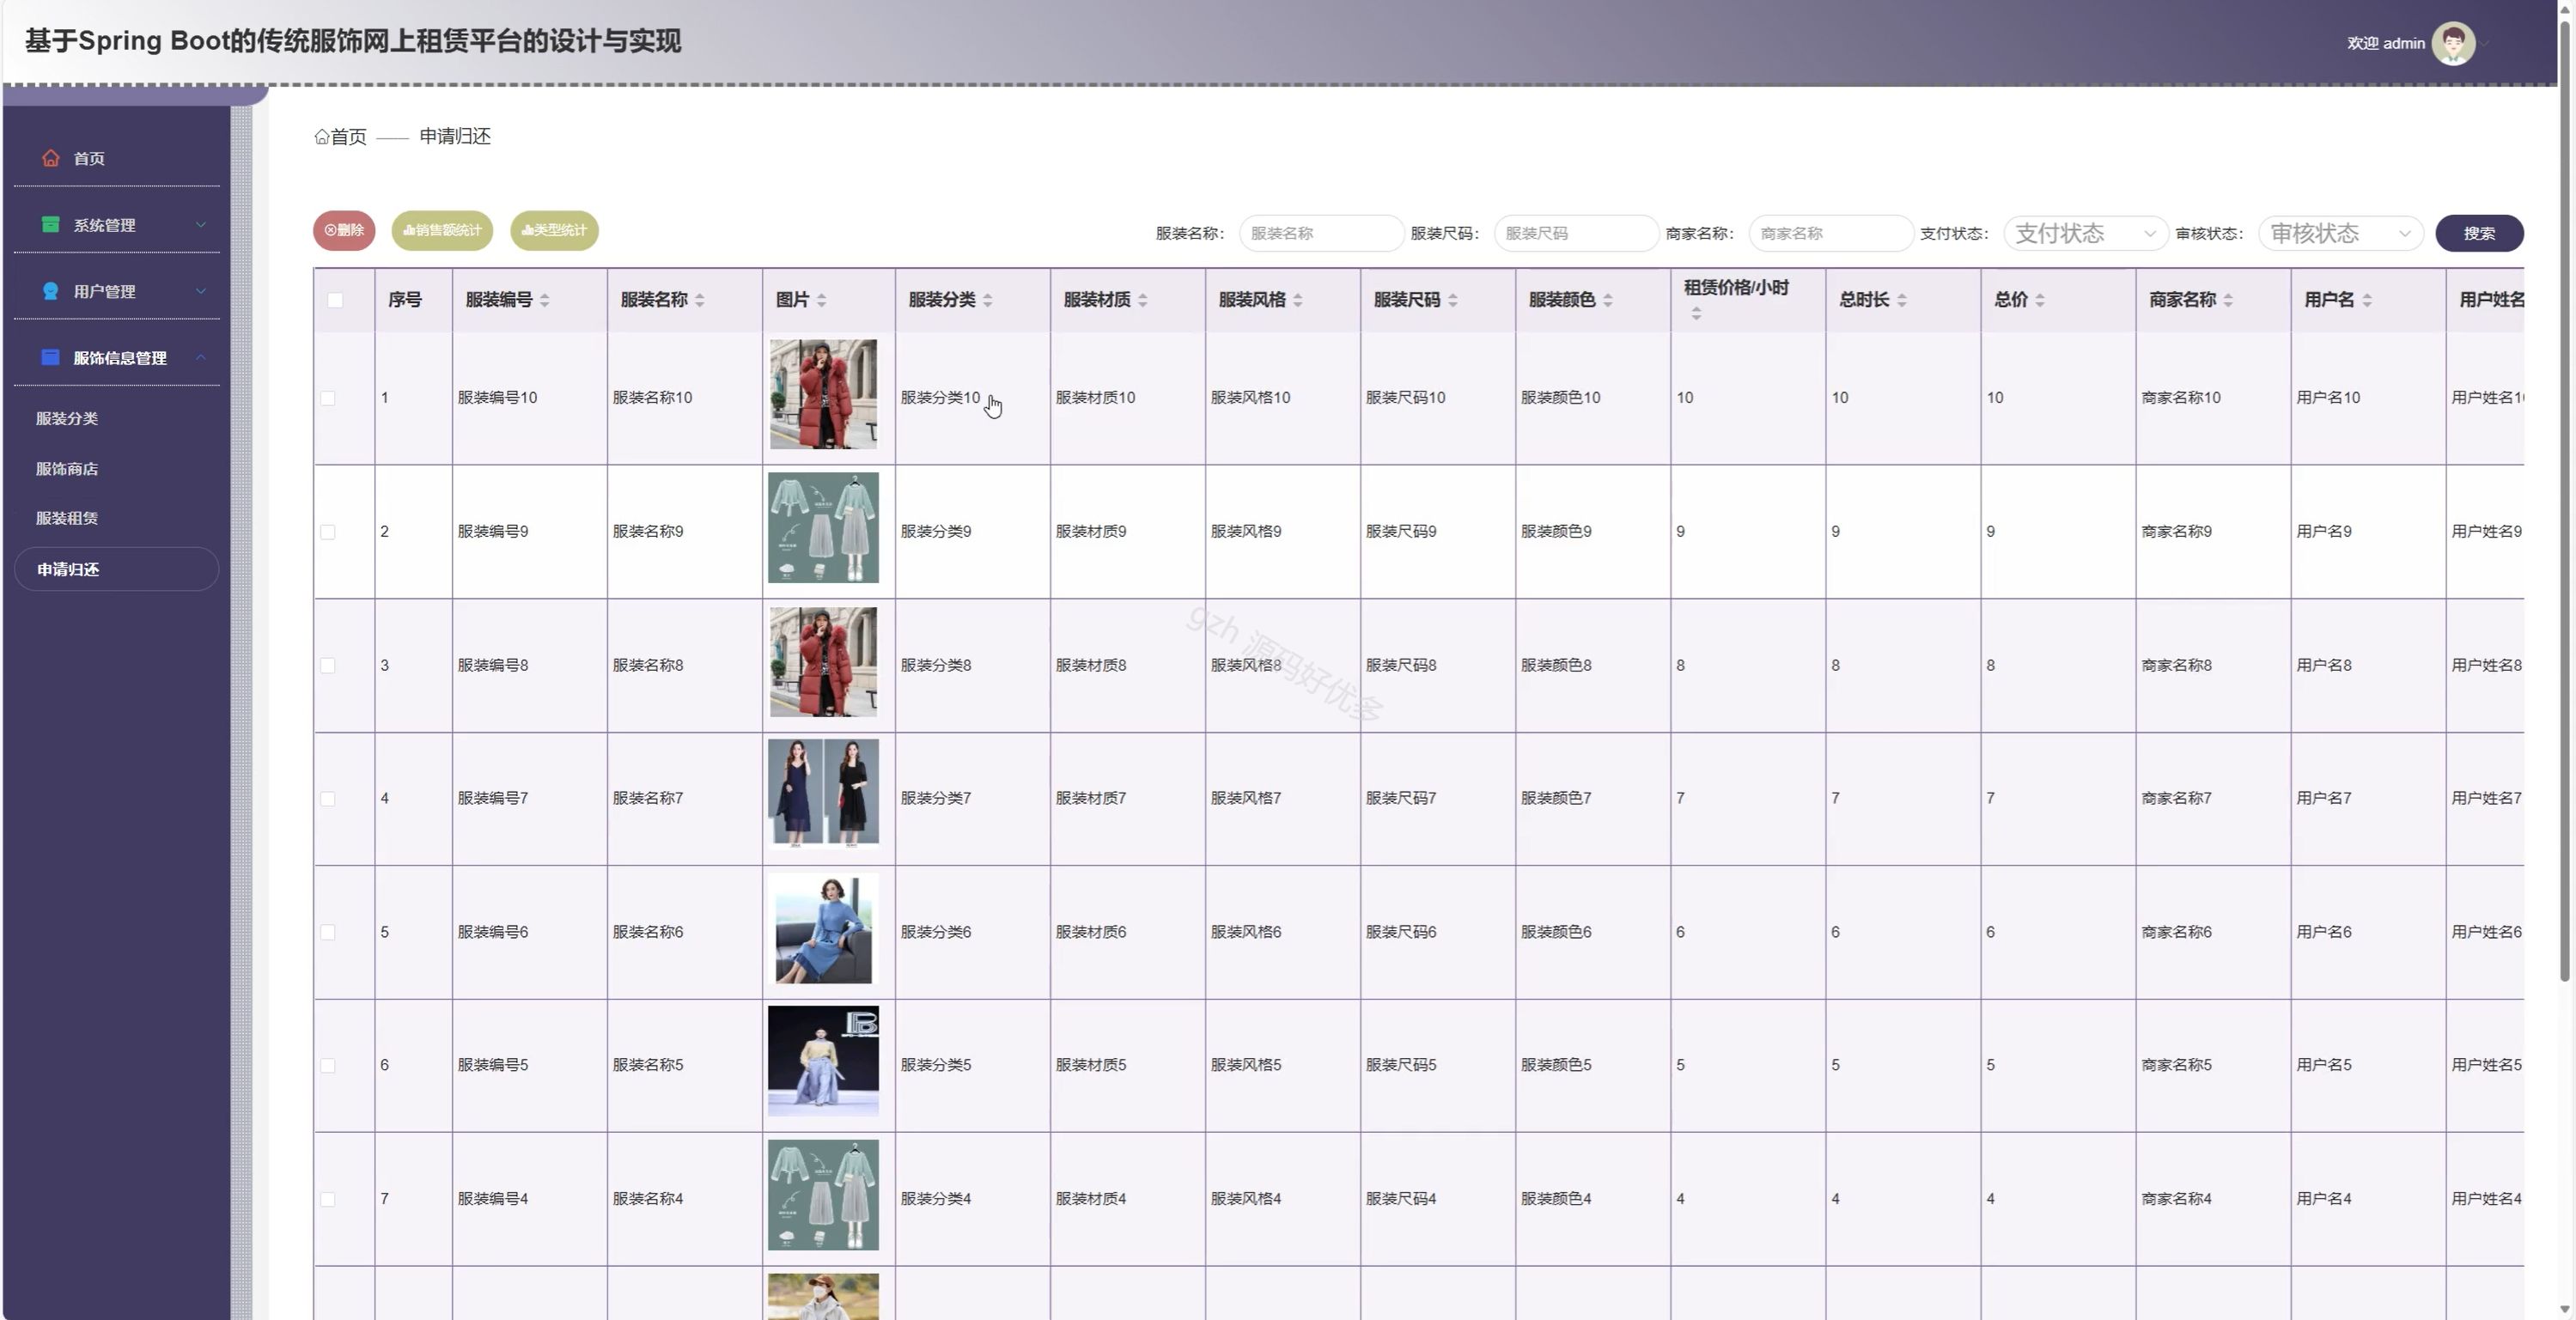 基于Spring Boot的传统服饰网上租赁平台的设计与实现
欢迎 admin
首页
系统管理
用户管理
服饰信息管理
服装分类
服饰商店
服装租赁
申请归还
首页 —— 申请归还
删除 销售额统计 类型统计
服装名称： 服装名称 服装尺码： 服装尺码 商家名称： 商家名称 支付状态： 支付状态 审核状态： 审核状态 搜索
序号 服装编号 服装名称 图片 服装分类 服装材质 服装风格 服装尺码 服装颜色 租赁价格/小时 总时长 总价 商家名称 用户名 用户姓名
1 服装编号10 服装名称10 服装分类10 服装材质10 服装风格10 服装尺码10 服装颜色10 10 10 10 商家名称10 用户名10 用户姓名10
2 服装编号9 服装名称9 服装分类9 服装材质9 服装风格9 服装尺码9 服装颜色9 9 9 9 商家名称9 用户名9 用户姓名9
3 服装编号8 服装名称8 服装分类8 服装材质8 服装风格8 服装尺码8 服装颜色8 8 8 8 商家名称8 用户名8 用户姓名8
gzh 源码好优多
4 服装编号7 服装名称7 服装分类7 服装材质7 服装风格7 服装尺码7 服装颜色7 7 7 7 商家名称7 用户名7 用户姓名7
5 服装编号6 服装名称6 服装分类6 服装材质6 服装风格6 服装尺码6 服装颜色6 6 6 6 商家名称6 用户名6 用户姓名6
6 服装编号5 服装名称5 服装分类5 服装材质5 服装风格5 服装尺码5 服装颜色5 5 5 5 商家名称5 用户名5 用户姓名5
7 服装编号4 服装名称4 服装分类4 服装材质4 服装风格4 服装尺码4 服装颜色4 4 4 4 商家名称4 用户名4 用户姓名4